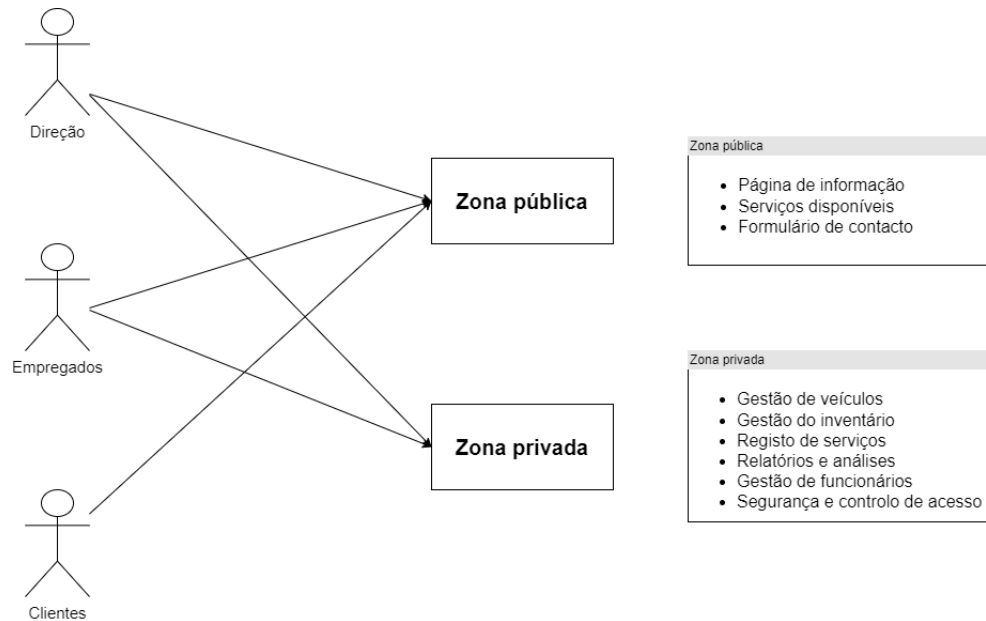 Direção
Zona pública
Zona pública
• Página de informação
• Serviços disponíveis
• Formulário de contacto
Empregados
Zona privada
Zona privada
• Gestão de veículos
• Gestão do inventário
• Registo de serviços
• Relatórios e análises
• Gestão de funcionários
• Segurança e controlo de acesso
Clientes